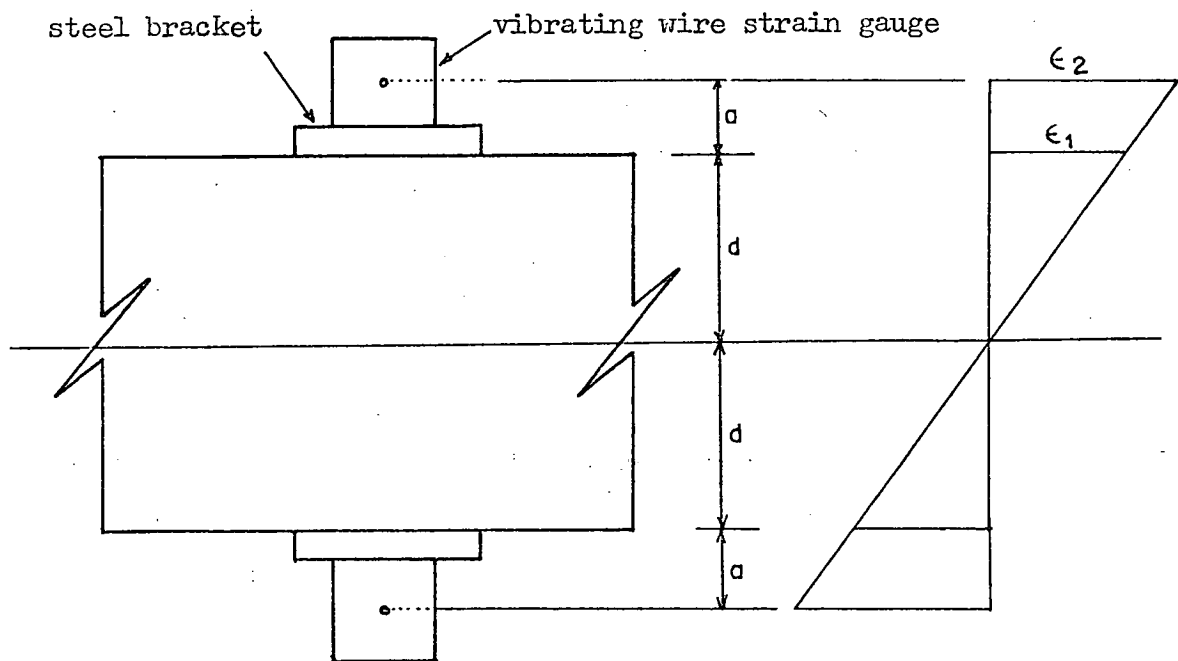 steel bracket
vibrating wire strain gauge
ϵ2
a
ϵ1
d
d
a